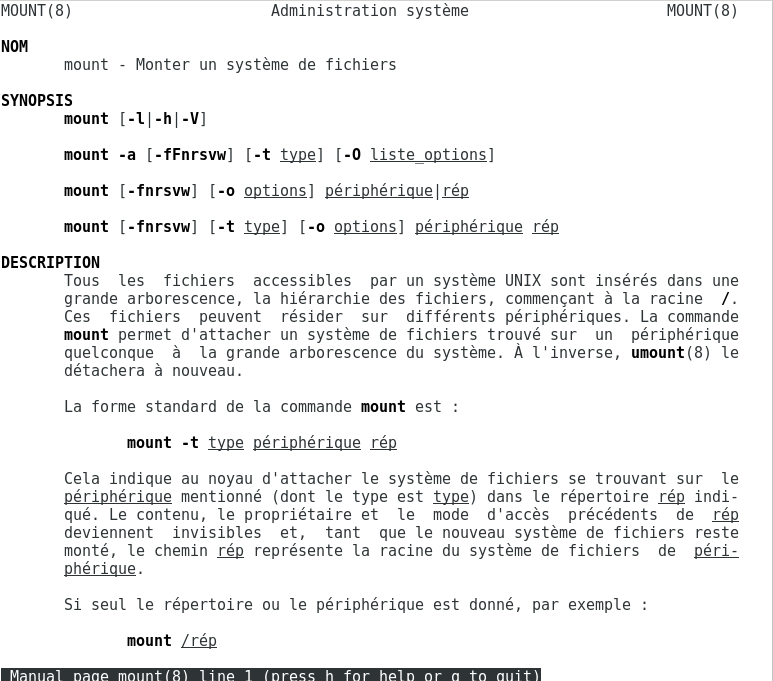 MOUNT(8)                      Administration système                      MOUNT(8)
NOM
mount - Monter un système de fichiers
SYNOPSIS
mount [-l|-h|-V]
mount -a [-fFnrsvw] [-t type] [-O liste_options]
mount [-fnrsvw] [-o options] périphérique|rép
mount [-fnrsvw] [-t type] [-o options] périphérique rép
DESCRIPTION
Tous  les  fichiers  accessibles  par un système UNIX sont insérés dans une
grande arborescence, la hiérarchie des fichiers, commençant à la racine  /.
Ces  fichiers  peuvent  résider  sur  différents périphériques. La commande
mount permet d'attacher un système de fichiers trouvé sur  un  périphérique
quelconque  à  la grande arborescence du système. À l'inverse, umount(8) le
détachera à nouveau.
La forme standard de la commande mount est :
mount -t type périphérique rép
Cela indique au noyau d'attacher le système de fichiers se trouvant sur  le
périphérique mentionné (dont le type est type) dans le répertoire rép indi-
qué. Le contenu, le propriétaire et  le  mode  d'accès  précédents  de  rép
deviennent  invisibles  et,  tant  que le nouveau système de fichiers reste
monté, le chemin rép représente la racine du système de fichiers  de  péri-
phérique.
Si seul le répertoire ou le périphérique est donné, par exemple :
mount /rép
Manual page mount(8) line 1 (press h for help or q to quit)